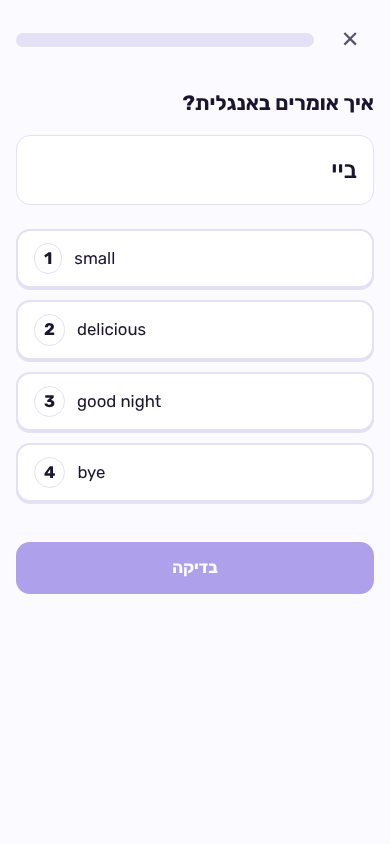 ✕
איך אומרים באנגלית?
ביי
1 small
2 delicious
3 good night
4 bye
בדיקה